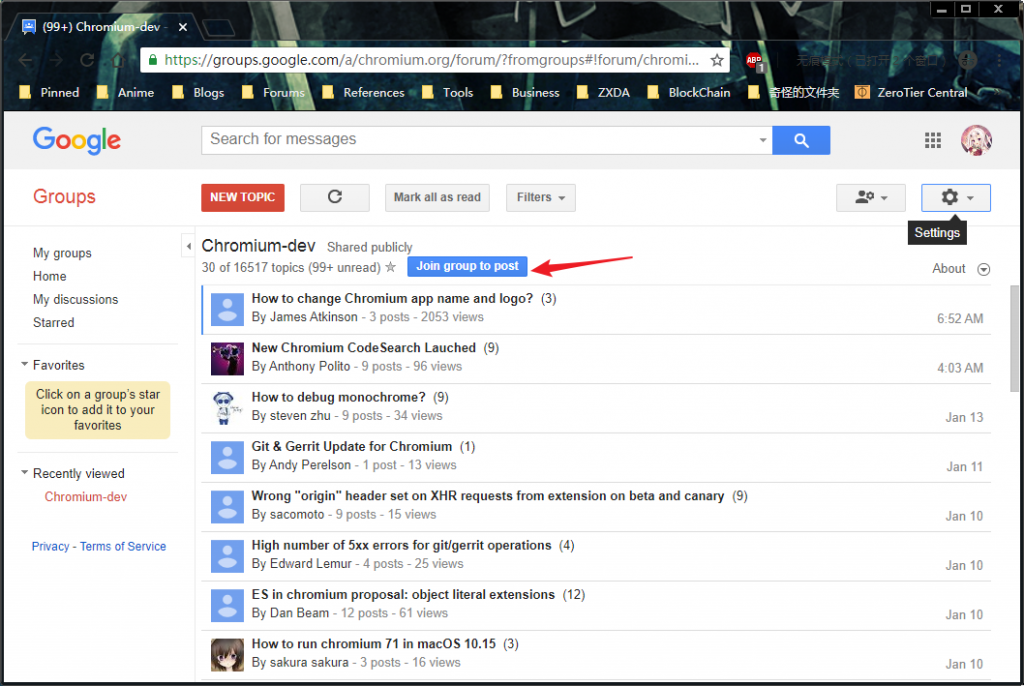 (99+) Chromium-dev
https://groups.google.com/a/chromium.org/forum/?fromgroups#!forum/chromi...
ABP
1
Pinned Anime Blogs Forums References Tools Business ZXDA BlockChain 奇怪的文件夹 ZeroTier Central
Google
Search for messages
Groups
NEW TOPIC
Mark all as read
Filters
Settings
My groups
Home
My discussions
Starred
Favorites
Click on a group's star
icon to add it to your
favorites
Recently viewed
Chromium-dev
Privacy - Terms of Service
Chromium-dev Shared publicly
30 of 16517 topics (99+ unread) Join group to post
About
How to change Chromium app name and logo? (3)
By James Atkinson - 3 posts - 2053 views
6:52 AM
New Chromium CodeSearch Lauched (9)
By Anthony Polito - 9 posts - 96 views
4:03 AM
How to debug monochrome? (9)
By steven zhu - 9 posts - 34 views
Jan 13
Git & Gerrit Update for Chromium (1)
By Andy Perelson - 1 post - 13 views
Jan 11
Wrong "origin" header set on XHR requests from extension on beta and canary (9)
By sacomoto - 9 posts - 15 views
Jan 10
High number of 5xx errors for git/gerrit operations (4)
By Edward Lemur - 4 posts - 25 views
Jan 10
ES in chromium proposal: object literal extensions (12)
By Dan Beam - 12 posts - 61 views
Jan 10
How to run chromium 71 in macOS 10.15 (3)
By sakura sakura - 3 posts - 16 views
Jan 10